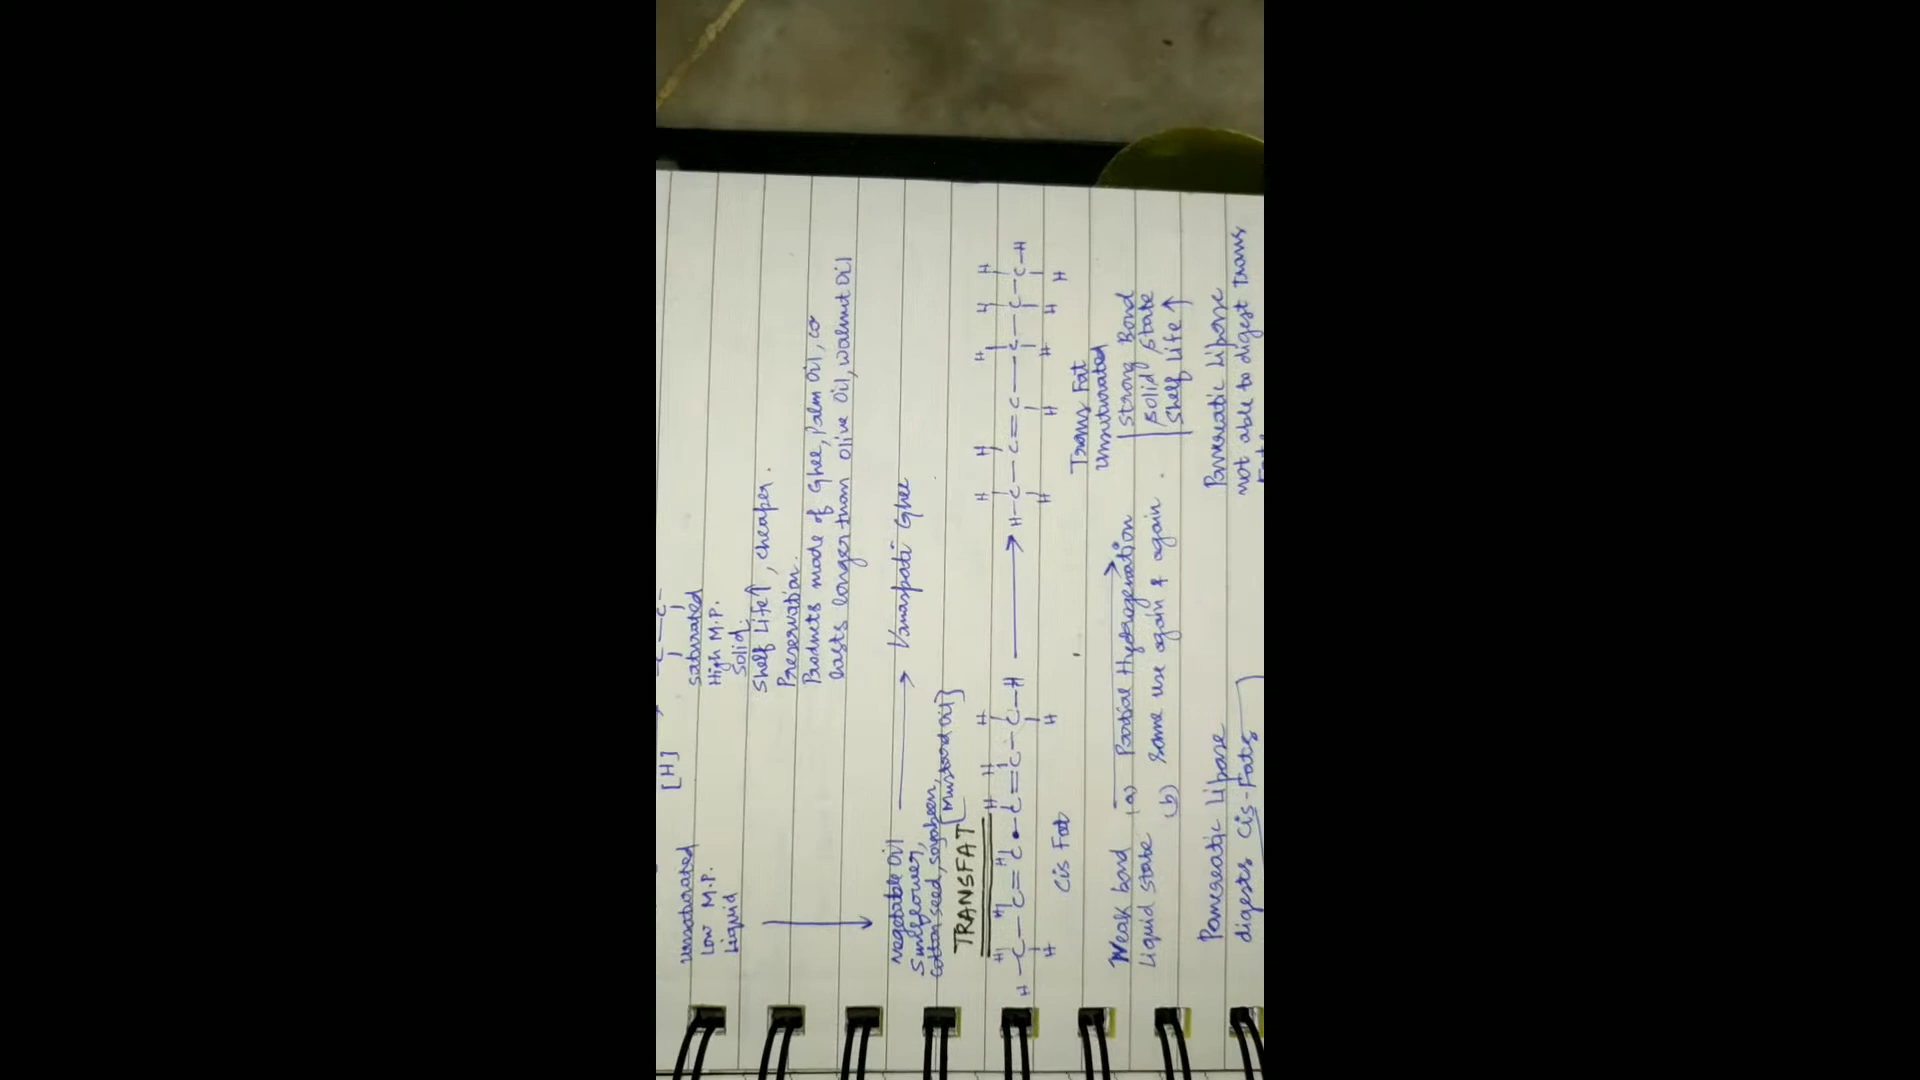 [H]
-C-C-
unsaturated
Low M.P.
Liquid
saturated
High M.P.
Solid.
Shelf Life↑, cheaper.
Preservation.
Products made of Ghee, Palm Oil, co
lasts longer than olive oil, walnut oil
vegetable oil → Vanaspati Ghee
Sunflower,
cotton seed, soyabeen,
[Mustard oil]
TRANSFAT
H H H H H H
H-C-C=C-C=C-C-H → H-C-C-C=C-C-C-C-H
H H H H H H H
Cis Fat
Trans Fat
unsaturated
Weak bond
Liquid state
(a) Partial Hydrogenation
(b) Same use again & again.
Strong Bond
Solid State
Shelf Life ↑
Pancreatic Lipase
digests Cis-Fats
Pancreatic Lipase
not able to digest Trans